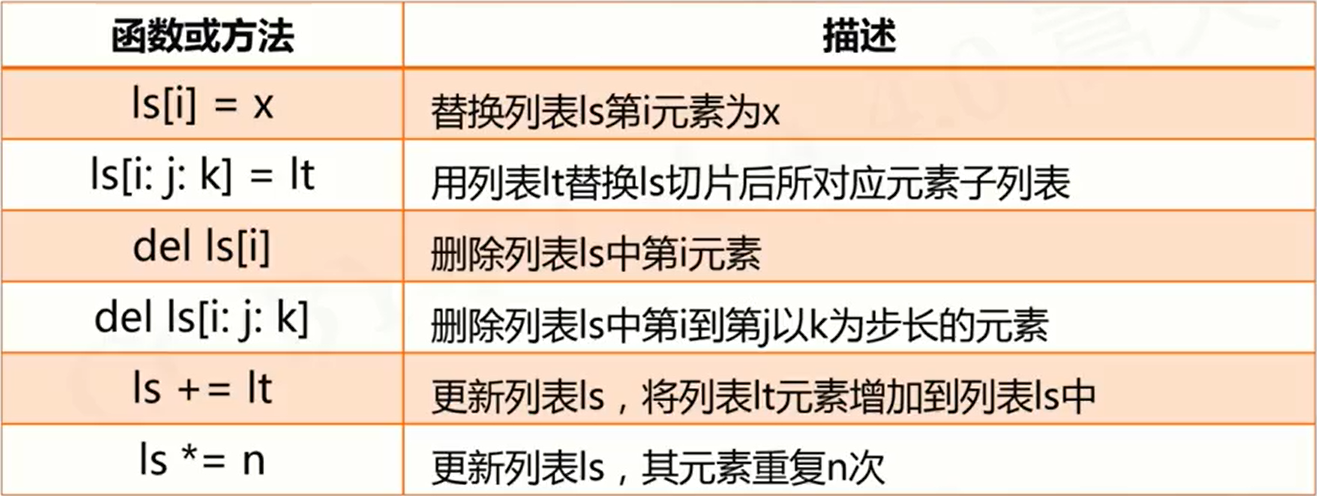 函数或方法 描述
ls[i] = x 替换列表ls第i元素为x
ls[i: j: k] = lt 用列表lt替换ls切片后所对应元素子列表
del ls[i] 删除列表ls中第i元素
del ls[i: j: k] 删除列表ls中第i到第j以k为步长的元素
ls += lt 更新列表ls，将列表lt元素增加到列表ls中
ls *= n 更新列表ls，其元素重复n次